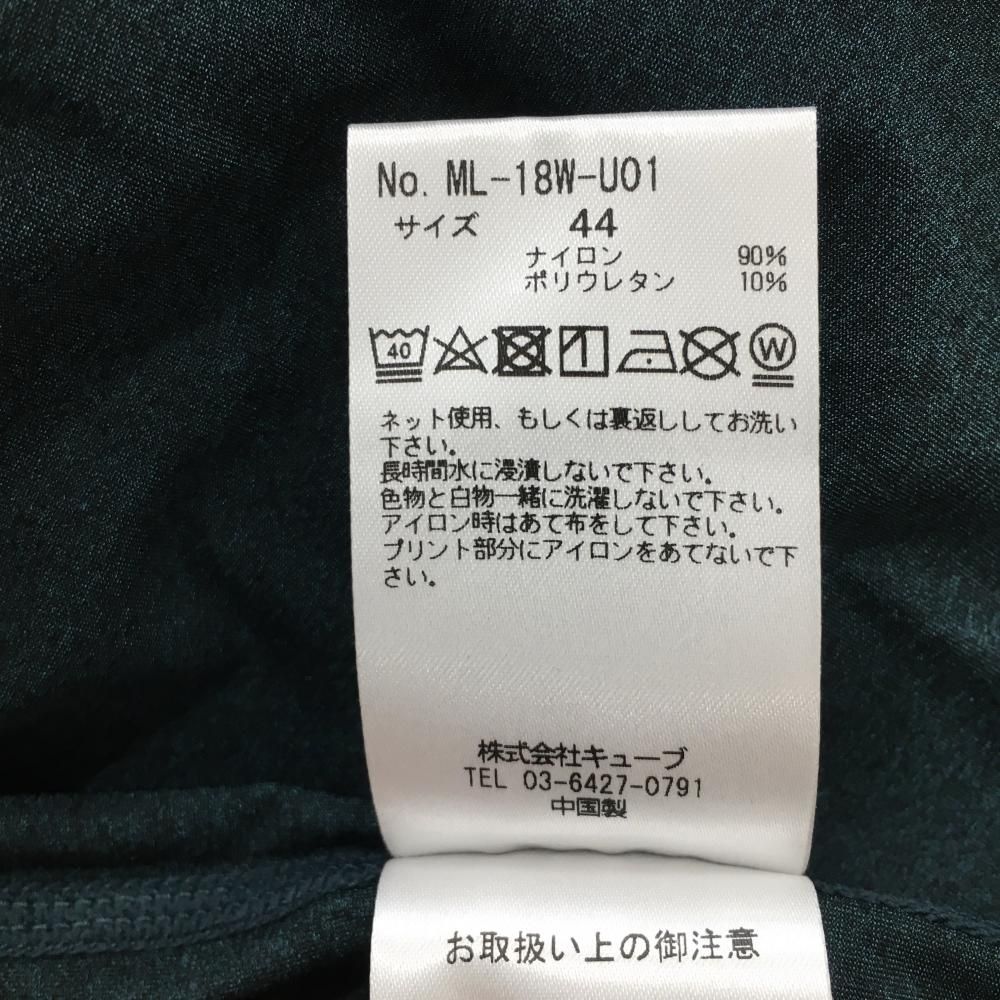 No. ML-18W-U01
サイズ 44
ナイロン 90%
ポリウレタン 10%
40 W
ネット使用、もしくは裏返ししてお洗い
下さい。
長時間水に浸漬しないで下さい。
色物と白物一緒に洗濯しないで下さい。
アイロン時はあて布をして下さい。
プリント部分にアイロンをあてないで下
さい。
株式会社キューブ
TEL 03-6427-0791
中国製
お取扱い上の御注意